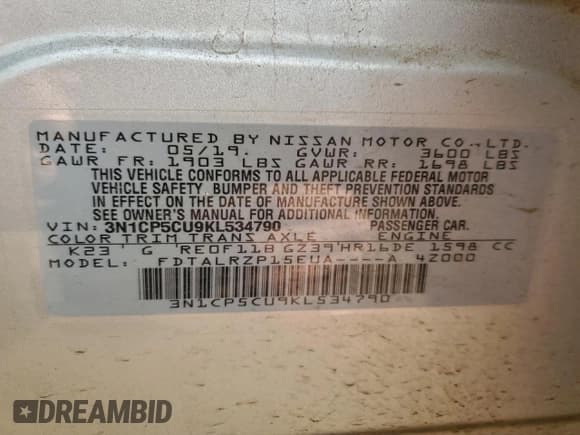 MANUFACTURED BY NISSAN MOTOR CO., LTD.
DATE: 05/19. GVWR: 3600 LBS
GAWR FR: 1903 LBS GAWR RR: 1698 LBS
THIS VEHICLE CONFORMS TO ALL APPLICABLE FEDERAL MOTOR
VEHICLE SAFETY, BUMPER AND THEFT PREVENTION STANDARDS
IN EFFECT ON THE DATE OF MANUFACTURE SHOWN ABOVE.
SEE OWNER'S MANUAL FOR ADDITIONAL INFORMATION.
VIN: 3N1CP5CU9KL534790 PASSENGER CAR.
COLOR TRIM TRANS AXLE ENGINE
K23 G RE0F11B GZ39 HR16DE 1598 CC
MODEL: FDTALRZP15EUA----A 4Z000
3N1CP5CU9KL534790
DREAMBID